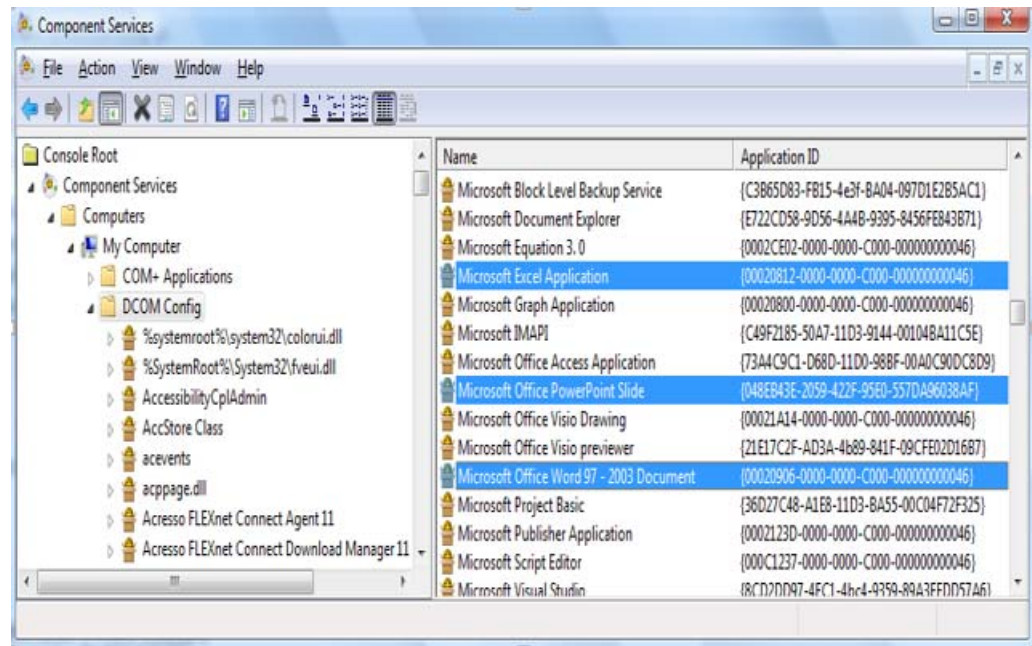 Component Services
File Action View Window Help
Console Root
Component Services
Computers
My Computer
COM+ Applications
DCOM Config
%systemroot%\system32\colorui.dll
%SystemRoot%\System32\fveui.dll
AccessibilityCplAdmin
AccStore Class
acevents
acppage.dll
Acresso FLEXnet Connect Agent 11
Acresso FLEXnet Connect Download Manager 11
Name Application ID
Microsoft Block Level Backup Service {C3B65D83-FB15-4e3f-BA04-097D1E2B5AC1}
Microsoft Document Explorer {E722CD58-9D56-4A4B-9395-8456FE843B71}
Microsoft Equation 3.0 {0002CE02-0000-0000-C000-000000000046}
Microsoft Excel Application {00020812-0000-0000-C000-000000000046}
Microsoft Graph Application {00020800-0000-0000-C000-000000000046}
Microsoft IMAPI {C49F2185-50A7-11D3-9144-00104BA11C5E}
Microsoft Office Access Application {73A4C9C1-D68D-11D0-98BF-00A0C90DC8D9}
Microsoft Office PowerPoint Slide {048EB43E-2059-422F-95E0-557DA96038AF}
Microsoft Office Visio Drawing {00021A14-0000-0000-C000-000000000046}
Microsoft Office Visio previewer {21E17C2F-AD3A-4b89-841F-09CFE02D16B7}
Microsoft Office Word 97 - 2003 Document {00020906-0000-0000-C000-000000000046}
Microsoft Project Basic {36D27C48-A1E8-11D3-BA55-00C04F72F325}
Microsoft Publisher Application {0002123D-0000-0000-C000-000000000046}
Microsoft Script Editor {000C1237-0000-0000-C000-000000000046}
Microsoft Visual Studio {8CD2DD97-4EC1-4bc4-9359-89A3EFDD57A6}